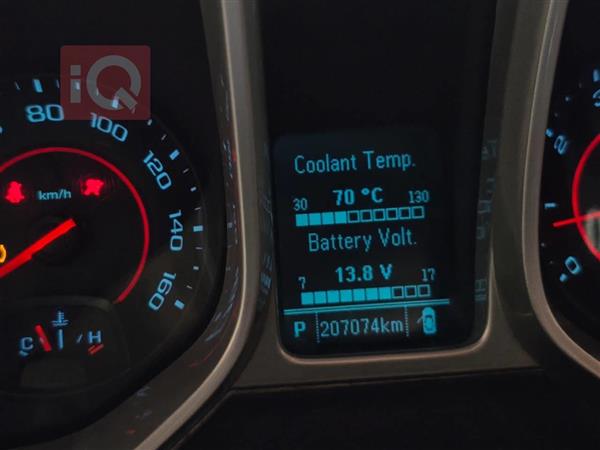 iQ
80
100
120
140
160
km/h
C
H
Coolant Temp.
70 °C
30
130
Battery Volt.
13.8 V
7
17
P
207074km
0